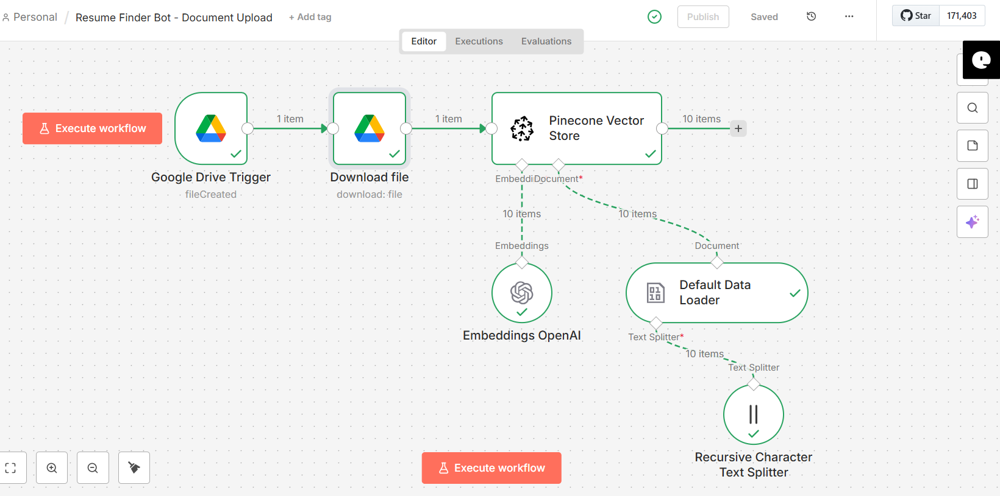 Personal / Resume Finder Bot - Document Upload + Add tag
Publish Saved ... Star 171,403
Editor Executions Evaluations
Execute workflow
1 item
1 item
Pinecone Vector
Store
10 items
+
Google Drive Trigger
fileCreated
Download file
download: file
Document*
10 items
10 items
Embeddings
Document
Default Data
Loader
0110
Embeddings OpenAI
Text Splitter*
10 items
Text Splitter
Recursive Character
Text Splitter
Execute workflow